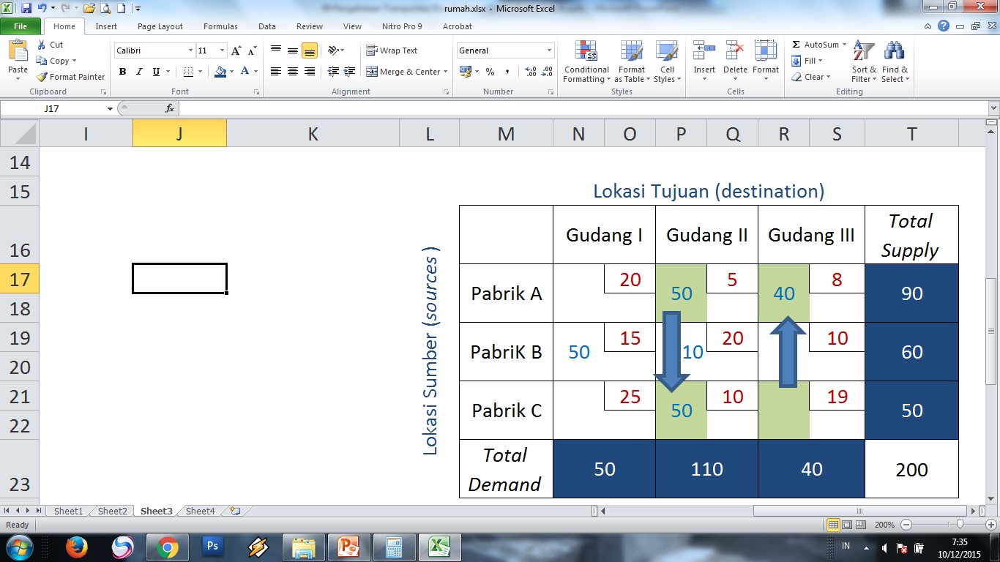 rumah.xlsx - Microsoft Excel
File Home Insert Page Layout Formulas Data Review View Nitro Pro 9 Acrobat
Paste
Cut
Copy
Format Painter
Clipboard
Calibri 11
B I U
Font
Wrap Text
Merge & Center
Alignment
General
Number
Conditional Formatting
Format as Table
Cell Styles
Styles
Insert Delete Format
Cells
AutoSum
Fill
Clear
Sort & Filter
Find & Select
Editing
J17 fx
I J K L M N O P Q R S T
14
15 Lokasi Tujuan (destination)
16 Gudang I Gudang II Gudang III Total Supply
Lokasi Sumber (sources )
17 20 5 8
18 Pabrik A 50 40 90
19 15 20 10
20 PabriK B 50 10 60
21 25 10 19
22 Pabrik C 50 50
23 Total Demand 50 110 40 200
Sheet1 Sheet2 Sheet3 Sheet4
Ready 200%
Ps
IN 7:35
10/12/2015